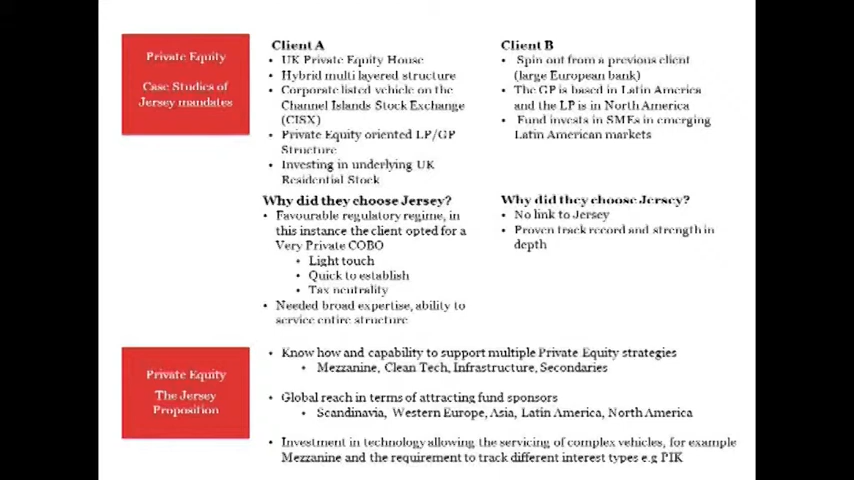 Private Equity
Case Studies of
Jersey mandates
Client A
• UK Private Equity House
• Hybrid multi layered structure
• Corporate listed vehicle on the
Channel Islands Stock Exchange
(CISX)
• Private Equity oriented LP/GP
Structure
• Investing in underlying UK
Residential Stock
Why did they choose Jersey?
• Favourable regulatory regime, in
this instance the client opted for a
Very Private COBO
• Light touch
• Quick to establish
• Tax neutrality
• Needed broad expertise, ability to
service entire structure
Client B
• Spin out from a previous client
(large European bank)
• The GP is based in Latin America
and the LP is in North America
• Fund invests in SMEs in emerging
Latin American markets
Why did they choose Jersey?
• No link to Jersey
• Proven track record and strength in
depth
Private Equity
The Jersey
Proposition
• Know how and capability to support multiple Private Equity strategies
• Mezzanine, Clean Tech, Infrastructure, Secondaries
• Global reach in terms of attracting fund sponsors
• Scandinavia, Western Europe, Asia, Latin America, North America
• Investment in technology allowing the servicing of complex vehicles, for example
Mezzanine and the requirement to track different interest types e.g PIK